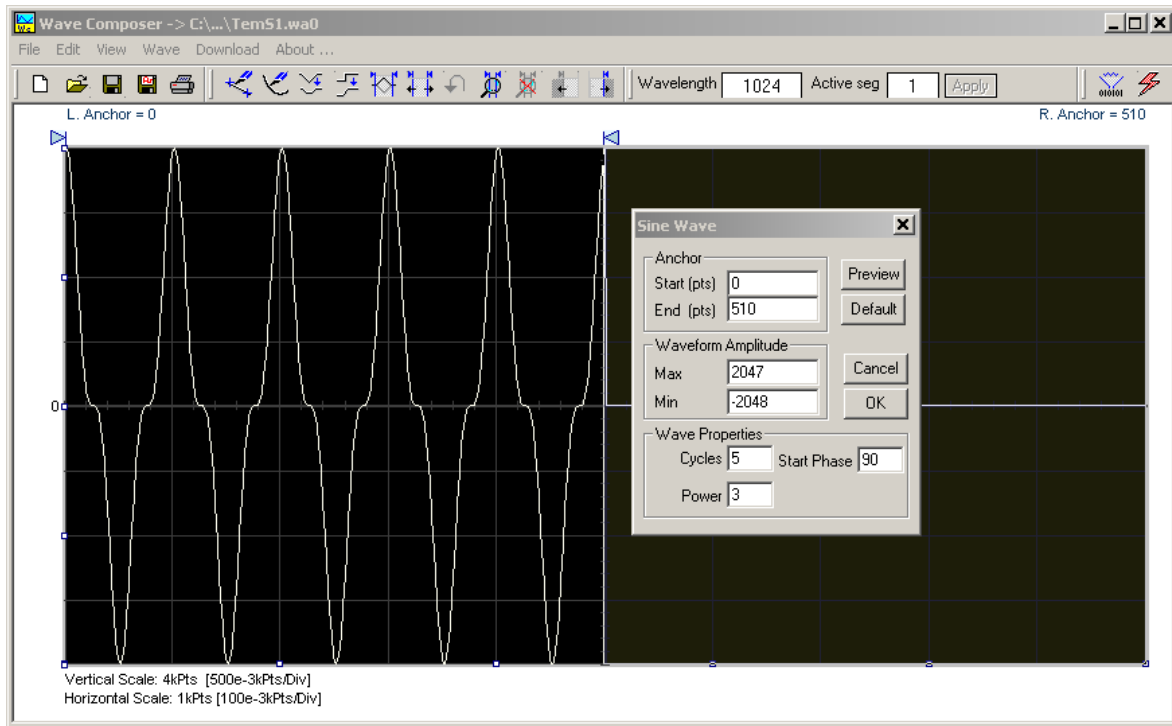 Wave Composer -> C:\...\TemS1.wa0
File Edit View Wave Download About ...
Wavelength 1024 Active seg 1 Apply
L. Anchor = 0
R. Anchor = 510
Sine Wave
Anchor
Start (pts) 0
Preview
End (pts) 510
Default
Waveform Amplitude
Max 2047
Cancel
Min -2048
OK
0
Wave Properties
Cycles 5 Start Phase 90
Power 3
Vertical Scale: 4kPts [500e-3kPts/Div]
Horizontal Scale: 1kPts [100e-3kPts/Div]